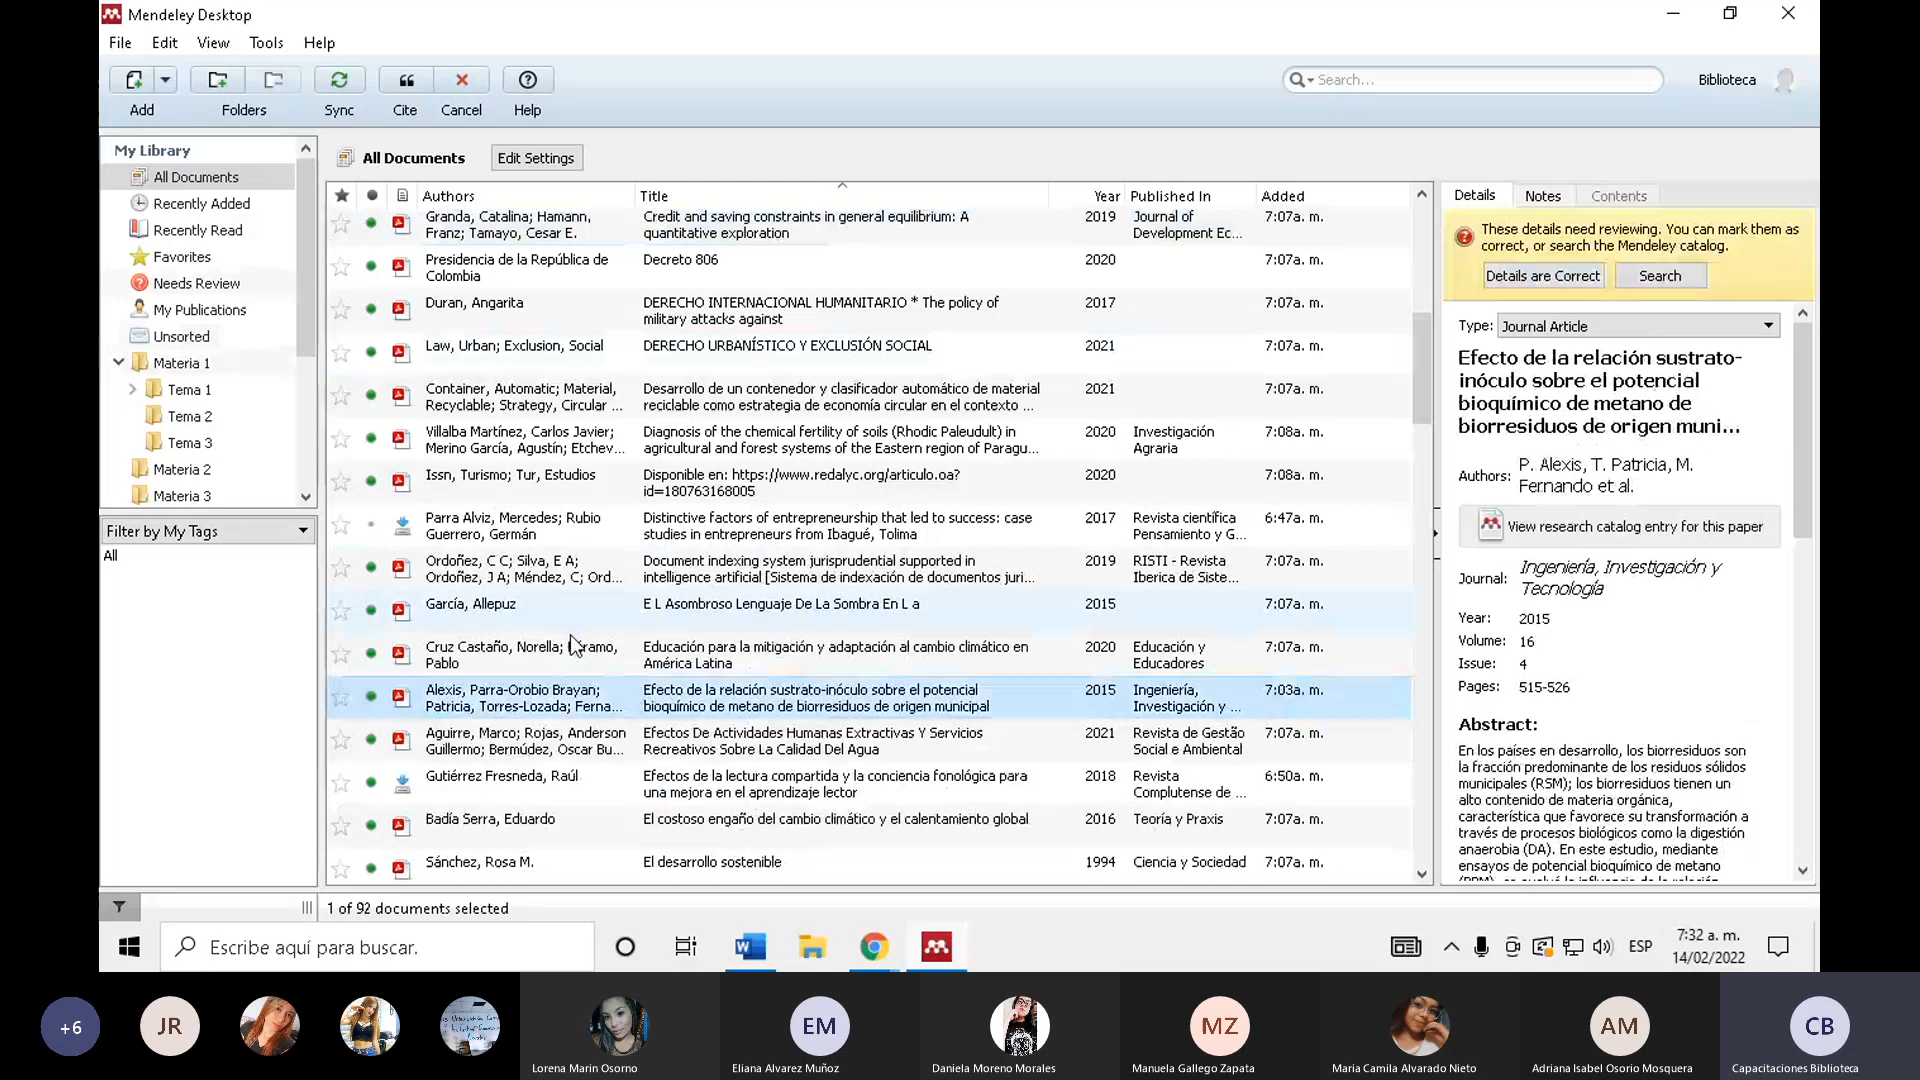 Mendeley Desktop
File Edit View Tools Help
Add Folders Sync Cite Cancel Help
Search...
Biblioteca
My Library
All Documents
Recently Added
Recently Read
Favorites
Needs Review
My Publications
Unsorted
Materia 1
Tema 1
Tema 2
Tema 3
Materia 2
Materia 3
Filter by My Tags
All
All Documents Edit Settings
Authors Title Year Published In Added
Granda, Catalina; Hamann, Credit and saving constraints in general equilibrium: A 2019 Journal of 7:07a. m.
Franz; Tamayo, Cesar E. quantitative exploration Development Ec...
Presidencia de la República de Decreto 806 2020 7:07a. m.
Colombia
Duran, Angarita DERECHO INTERNACIONAL HUMANITARIO * The policy of 2017 7:07a. m.
military attacks against
Law, Urban; Exclusion, Social DERECHO URBANÍSTICO Y EXCLUSIÓN SOCIAL 2021 7:07a. m.
Container, Automatic; Material, Desarrollo de un contenedor y clasificador automático de material 2021 7:07a. m.
Recyclable; Strategy, Circular ... reciclable como estrategia de economía circular en el contexto ...
Villalba Martínez, Carlos Javier; Diagnosis of the chemical fertility of soils (Rhodic Paleudult) in 2020 Investigación 7:08a. m.
Merino García, Agustín; Etchev... agricultural and forest systems of the Eastern region of Paragu... Agraria
Issn, Turismo; Tur, Estudios Disponible en: https://www.redalyc.org/articulo.oa? 2020 7:08a. m.
id=180763168005
Parra Alviz, Mercedes; Rubio Distinctive factors of entrepreneurship that led to success: case 2017 Revista científica 6:47a. m.
Guerrero, Germán studies in entrepreneurs from Ibagué, Tolima Pensamiento y G...
Ordoñez, C C; Silva, E A; Document indexing system jurisprudential supported in 2019 RISTI - Revista 7:07a. m.
Ordoñez, J A; Méndez, C; Ord... intelligence artificial [Sistema de indexación de documentos juri... Iberica de Siste...
García, Allepuz E L Asombroso Lenguaje De La Sombra En L a 2015 7:07a. m.
Cruz Castaño, Norella; ramo, Educación para la mitigación y adaptación al cambio climático en 2020 Educación y 7:07a. m.
Pablo América Latina Educadores
Alexis, Parra-Orobio Brayan; Efecto de la relación sustrato-inóculo sobre el potencial 2015 Ingeniería, 7:03a. m.
Patricia, Torres-Lozada; Ferna... bioquímico de metano de biorresiduos de origen municipal Investigación y ...
Aguirre, Marco; Rojas, Anderson Efectos De Actividades Humanas Extractivas Y Servicios 2021 Revista de Gestão 7:07a. m.
Guillermo; Bermúdez, Oscar Bu... Recreativos Sobre La Calidad Del Agua Social e Ambiental
Gutiérrez Fresneda, Raúl Efectos de la lectura compartida y la conciencia fonológica para 2018 Revista 6:50a. m.
una mejora en el aprendizaje lector Complutense de ...
Badía Serra, Eduardo El costoso engaño del cambio climático y el calentamiento global 2016 Teoría y Praxis 7:07a. m.
Sánchez, Rosa M. El desarrollo sostenible 1994 Ciencia y Sociedad 7:07a. m.
1 of 92 documents selected
Details Notes Contents
These details need reviewing. You can mark them as
correct, or search the Mendeley catalog.
Details are Correct Search
Type: Journal Article
Efecto de la relación sustrato-
inóculo sobre el potencial
bioquímico de metano de
biorresiduos de origen muni...
Authors: P. Alexis, T. Patricia, M.
Fernando et al.
View research catalog entry for this paper
Journal: Ingeniería, Investigación y
Tecnología
Year: 2015
Volume: 16
Issue: 4
Pages: 515-526
Abstract:
En los países en desarrollo, los biorresiduos son
la fracción predominante de los residuos sólidos
municipales (RSM); los biorresiduos tienen un
alto contenido de materia orgánica,
característica que favorece su transformación a
través de procesos biológicos como la digestión
anaerobia (DA). En este estudio, mediante
ensayos de potencial bioquímico de metano
Escribe aquí para buscar.
ESP
7:32 a. m.
14/02/2022
+6
JR
EM
MZ
AM
CB
Lorena Marin Osorno
Eliana Alvarez Muñoz
Daniela Moreno Morales
Manuela Gallego Zapata
Maria Camila Alvarado Nieto
Adriana Isabel Osorio Mosquera
Capacitaciones Biblioteca